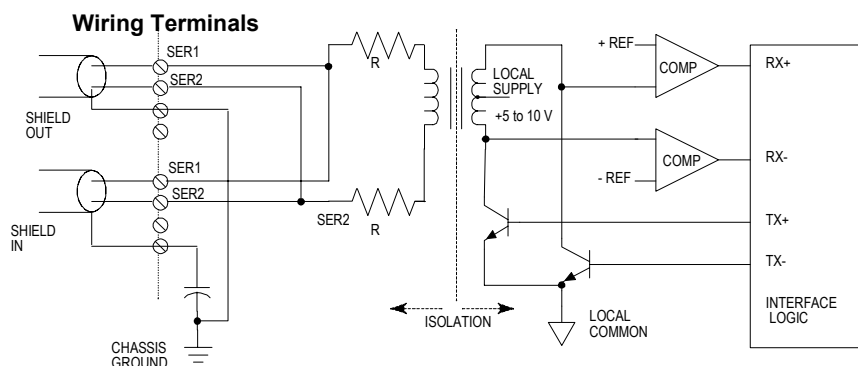 Wiring Terminals
SER1
SER2
SHIELD
OUT
SER1
SER2
SHIELD
IN
CHASSIS
GROUND
R
SER2
R
ISOLATION
LOCAL
SUPPLY
+5 to 10 V
+ REF
COMP
COMP
- REF
LOCAL
COMMON
RX+
RX-
TX+
TX-
INTERFACE
LOGIC